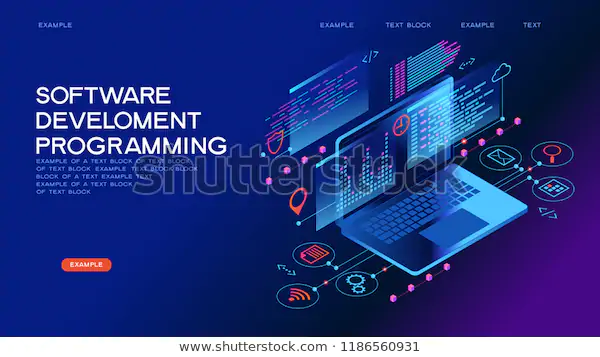 EXAMPLE
EXAMPLE
TEXT BLOCK
EXAMPLE
TEXT
SOFTWARE
DEVELOMENT
PROGRAMMING
EXAMPLE OF A TEXT BLOCK OF TEXT BLOCK
OF TEXT BLOCK EXAMPLE TEXT BLOCK BLOCK
BLOCK OF A TEXT EXAMPLE TEXT
EXAMPLE OF A TEXT BLOCK
OF TEXT BLOCK
EXAMPLE
shutterstock
shutterstock.com • 1186560931